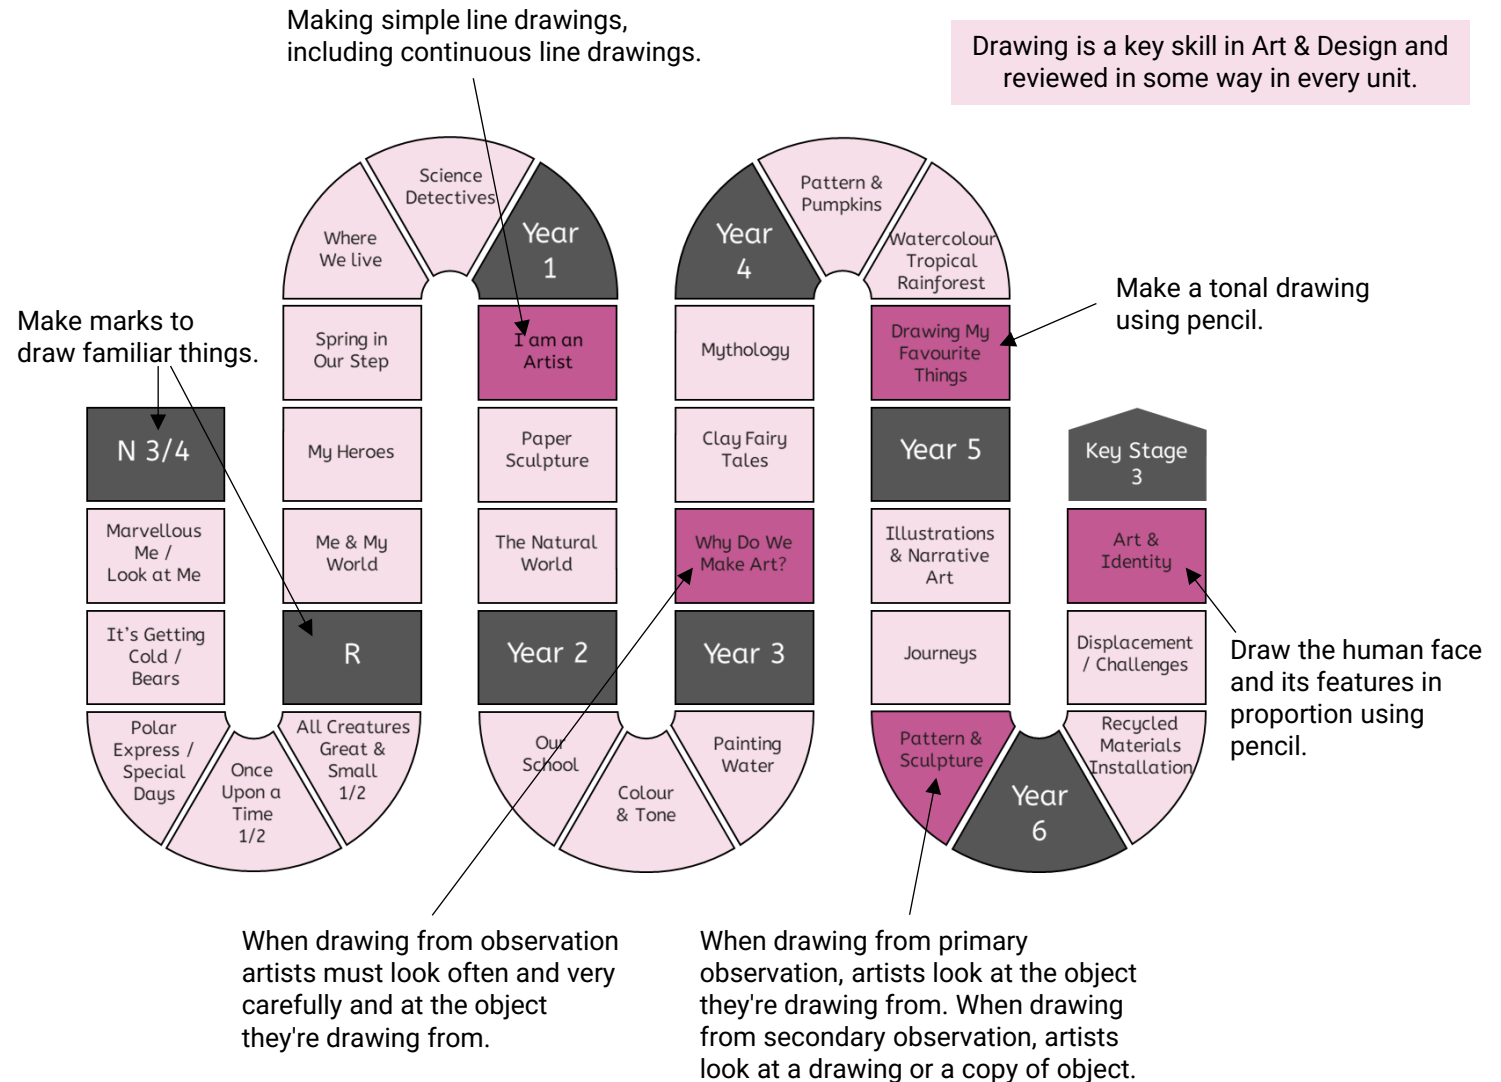 Making simple line drawings,
including continuous line drawings.
Drawing is a key skill in Art & Design and
reviewed in some way in every unit.
Make marks to
draw familiar things.
N 3/4
Marvellous
Me /
Look at Me
It's Getting
Cold /
Bears
Polar
Express /
Special
Days
Once
Upon a
Time
1/2
All Creatures
Great &
Small
1/2
R
Me & My
World
My Heroes
Spring in
Our Step
Where
We live
Science
Detectives
Year
1
I am an
Artist
Paper
Sculpture
The Natural
World
Year 2
Our
School
Colour
& Tone
Painting
Water
Year 3
Why Do We
Make Art?
Clay Fairy
Tales
Mythology
Year
4
Pattern &
Pumpkins
Watercolour
Tropical
Rainforest
Drawing My
Favourite
Things
Make a tonal drawing
using pencil.
Year 5
Illustrations
& Narrative
Art
Journeys
Pattern &
Sculpture
Year
6
Recycled
Materials
Installation
Displacement
/ Challenges
Art &
Identity
Key Stage
3
Draw the human face
and its features in
proportion using
pencil.
When drawing from observation
artists must look often and very
carefully and at the object
they're drawing from.
When drawing from primary
observation, artists look at the object
they're drawing from. When drawing
from secondary observation, artists
look at a drawing or a copy of object.